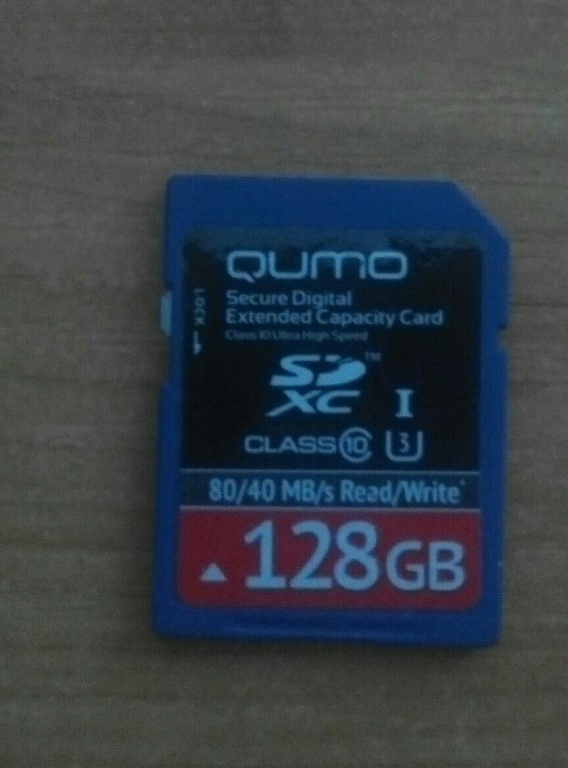 QUMO
Secure Digital
Extended Capacity Card
Class 10 Ultra High Speed
LOCK
SD™
XC I
CLASS 10 3
80/40 MB/s Read/Write*
128GB